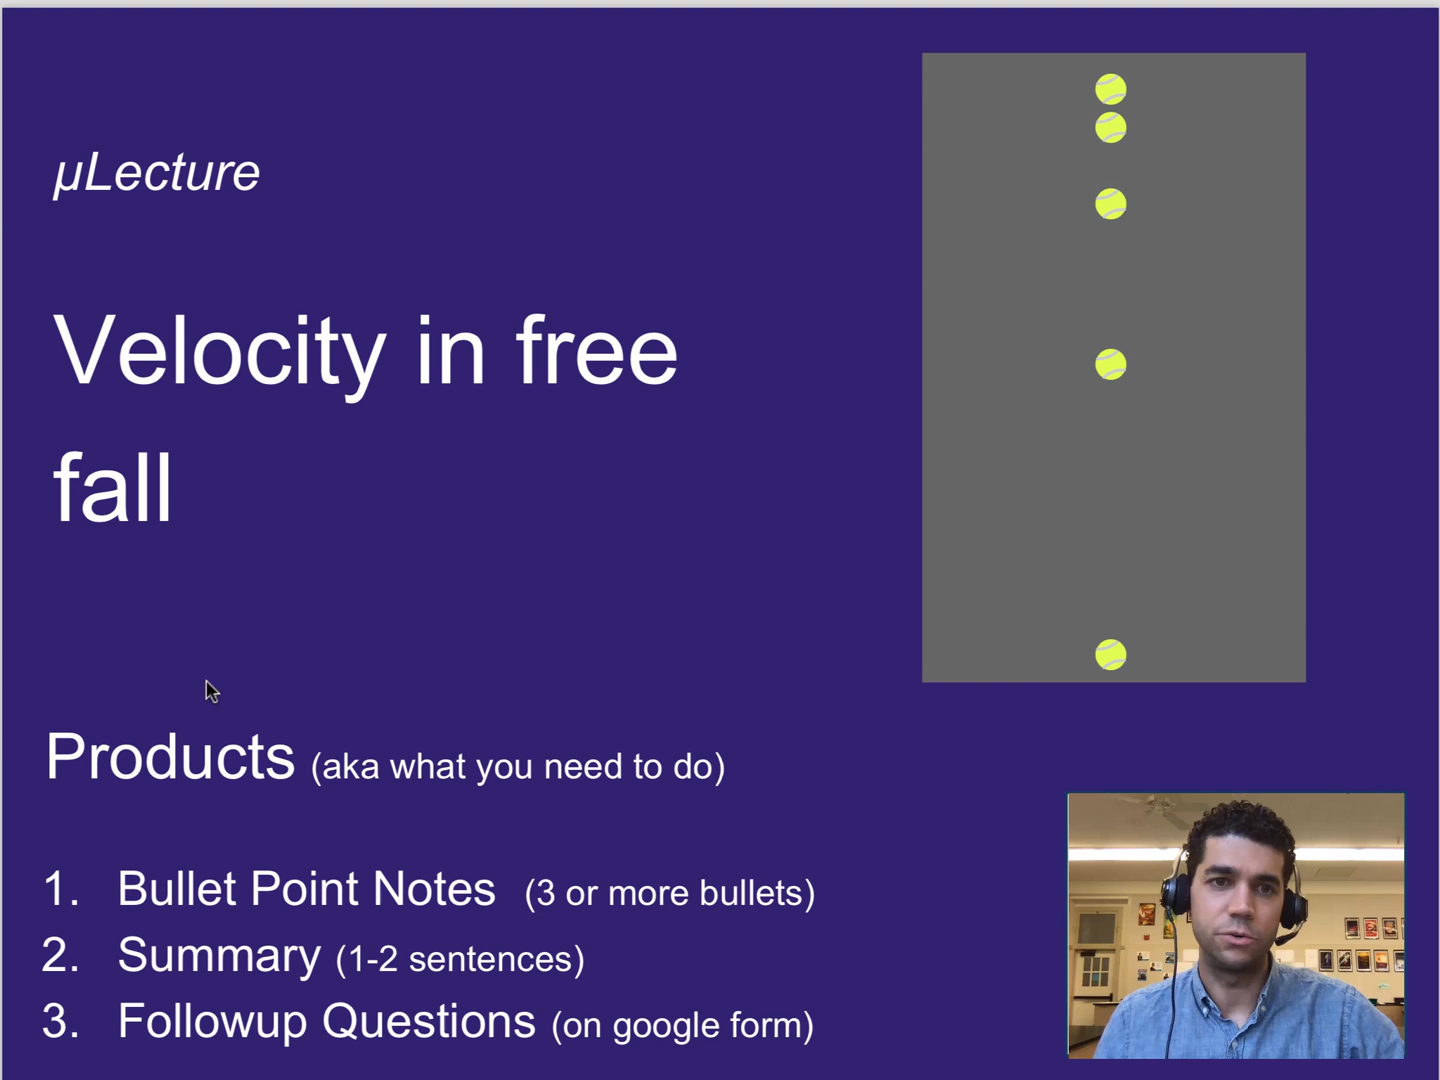 µLecture
Velocity in free
fall
Products (aka what you need to do)
1. Bullet Point Notes (3 or more bullets)
2. Summary (1-2 sentences)
3. Followup Questions (on google form)